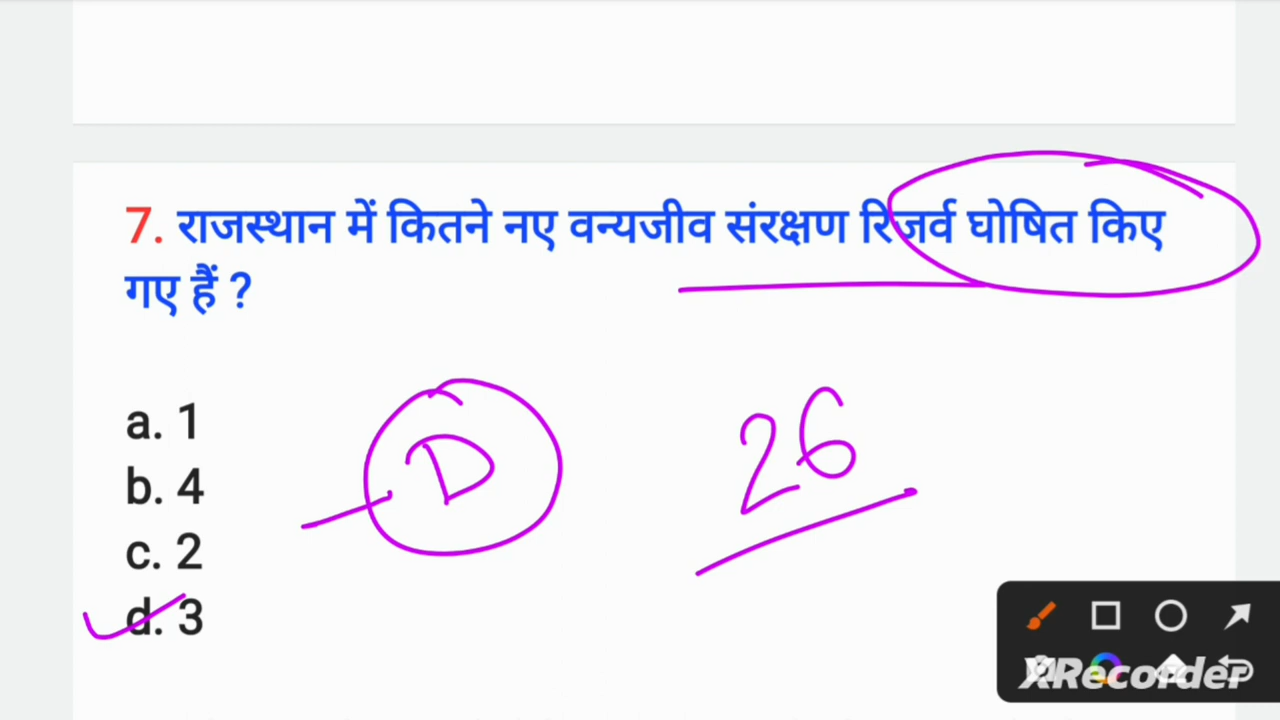 7. राजस्थान में कितने नए वन्यजीव संरक्षण रिजर्व घोषित किए
गए हैं ?
a. 1
b. 4
c. 2
d. 3
D
26
XRecorder